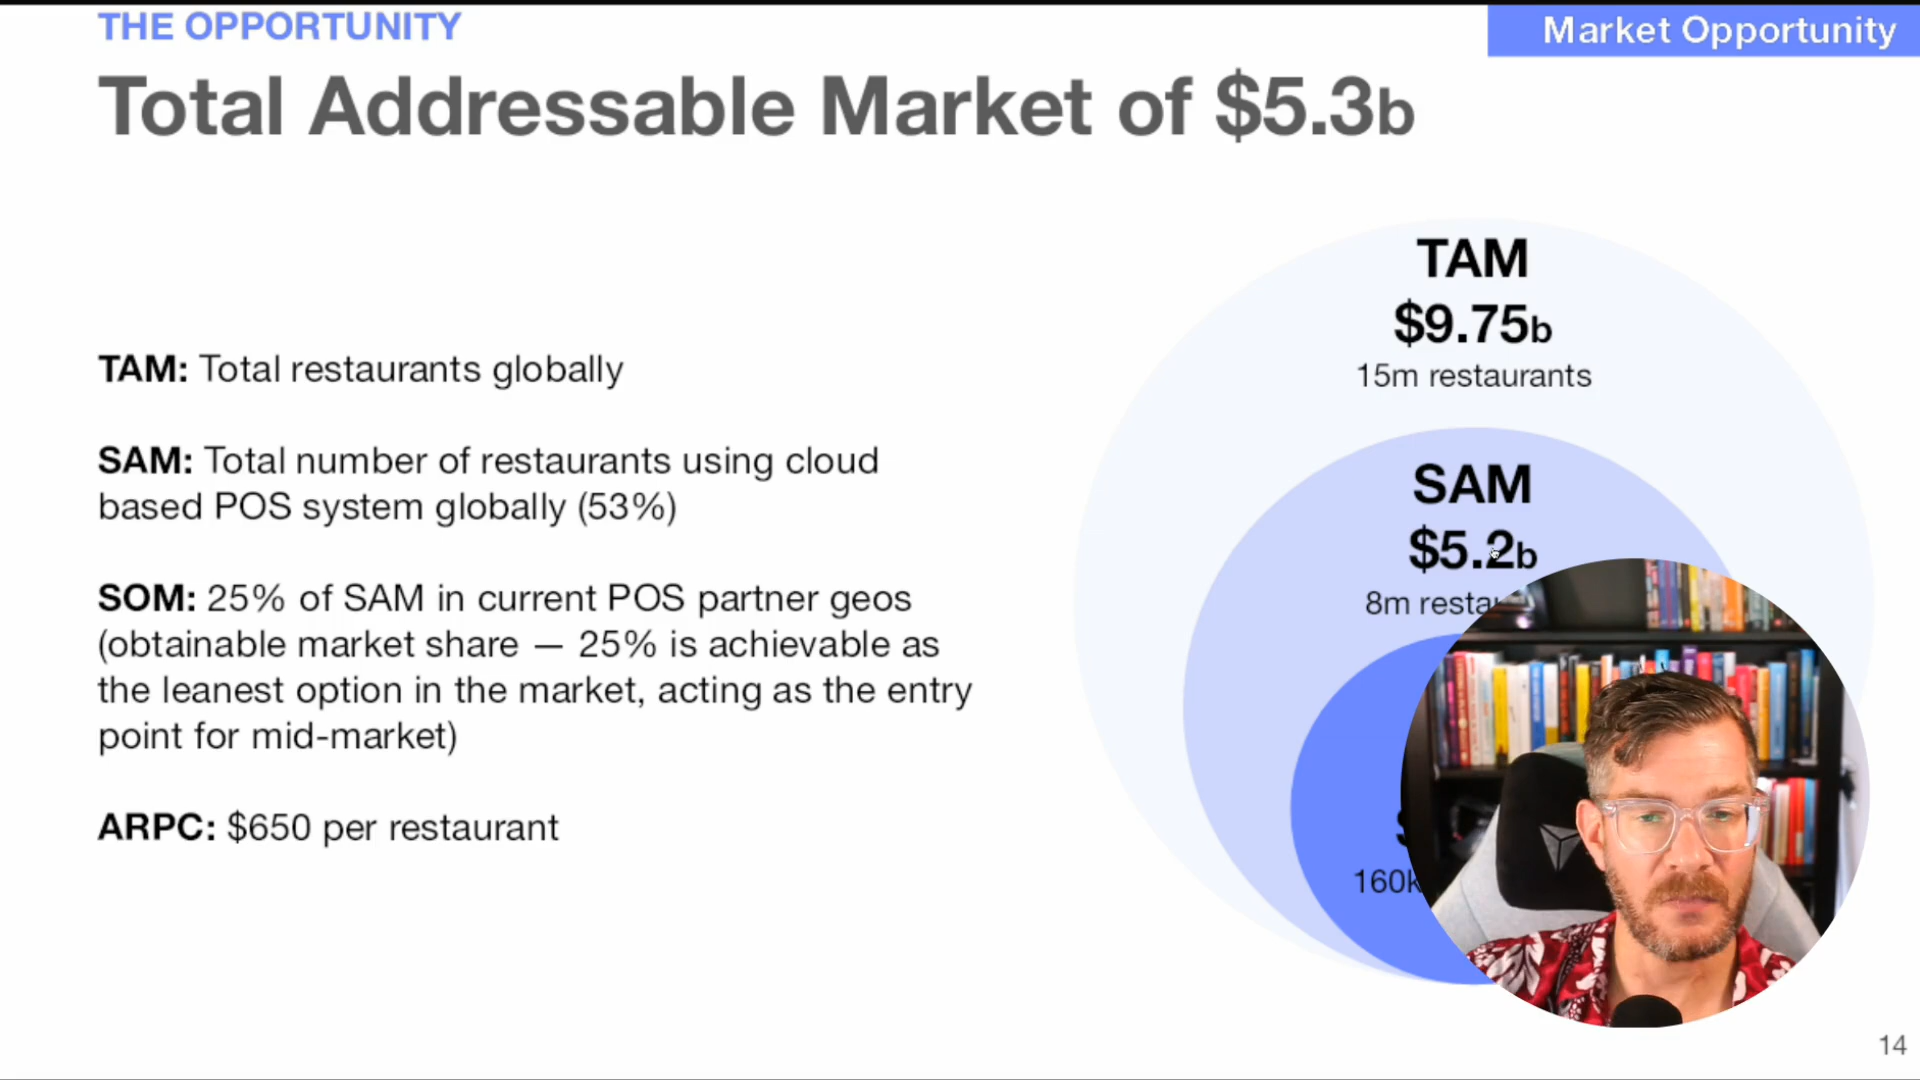 THE OPPORTUNITY
Market Opportunity
Total Addressable Market of $5.3b
TAM: Total restaurants globally
SAM: Total number of restaurants using cloud
based POS system globally (53%)
SOM: 25% of SAM in current POS partner geos
(obtainable market share — 25% is achievable as
the leanest option in the market, acting as the entry
point for mid-market)
ARPC: $650 per restaurant
TAM
$9.75b
15m restaurants
SAM
$5.2b
8m
160k
14